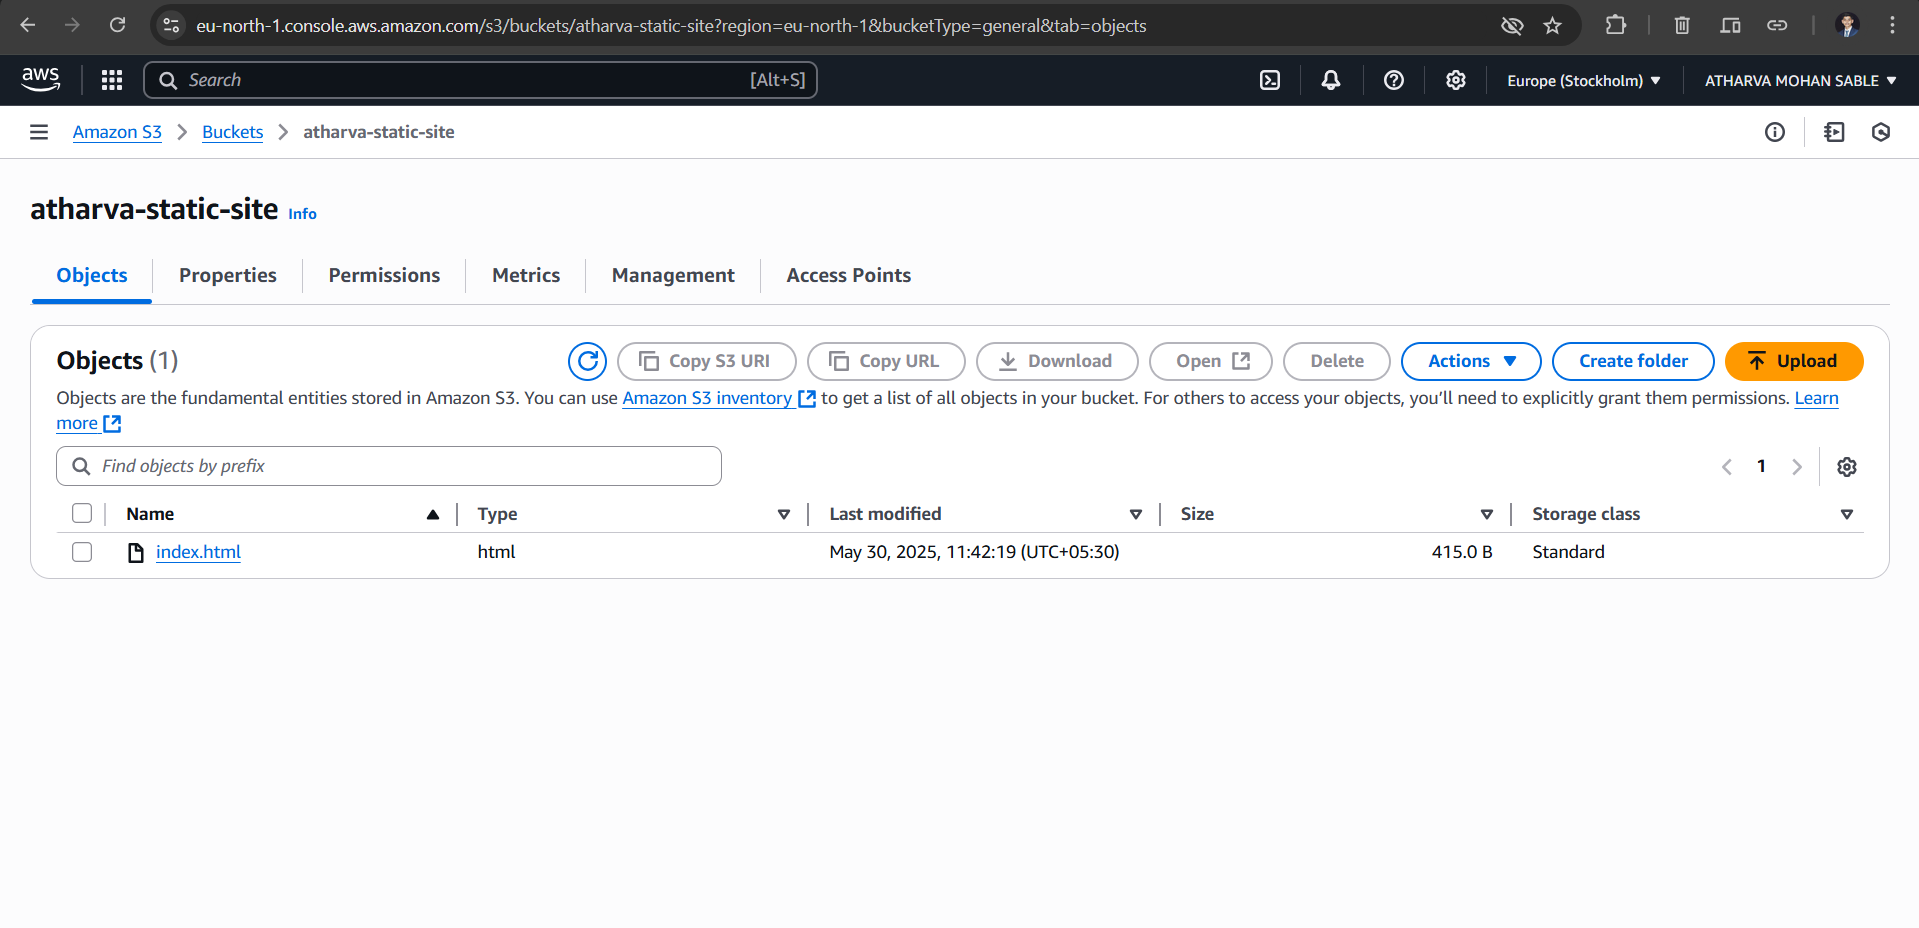 eu-north-1.console.aws.amazon.com/s3/buckets/atharva-static-site?region=eu-north-1&bucketType=general&tab=objects
aws Search [Alt+S] Europe (Stockholm) ATHARVA MOHAN SABLE
Amazon S3 Buckets atharva-static-site
atharva-static-site Info
Objects Properties Permissions Metrics Management Access Points
Objects (1) Copy S3 URI Copy URL Download Open Delete Actions Create folder Upload
Objects are the fundamental entities stored in Amazon S3. You can use Amazon S3 inventory to get a list of all objects in your bucket. For others to access your objects, you’ll need to explicitly grant them permissions. Learn
more
Find objects by prefix 1
Name Type Last modified Size Storage class
index.html html May 30, 2025, 11:42:19 (UTC+05:30) 415.0 B Standard